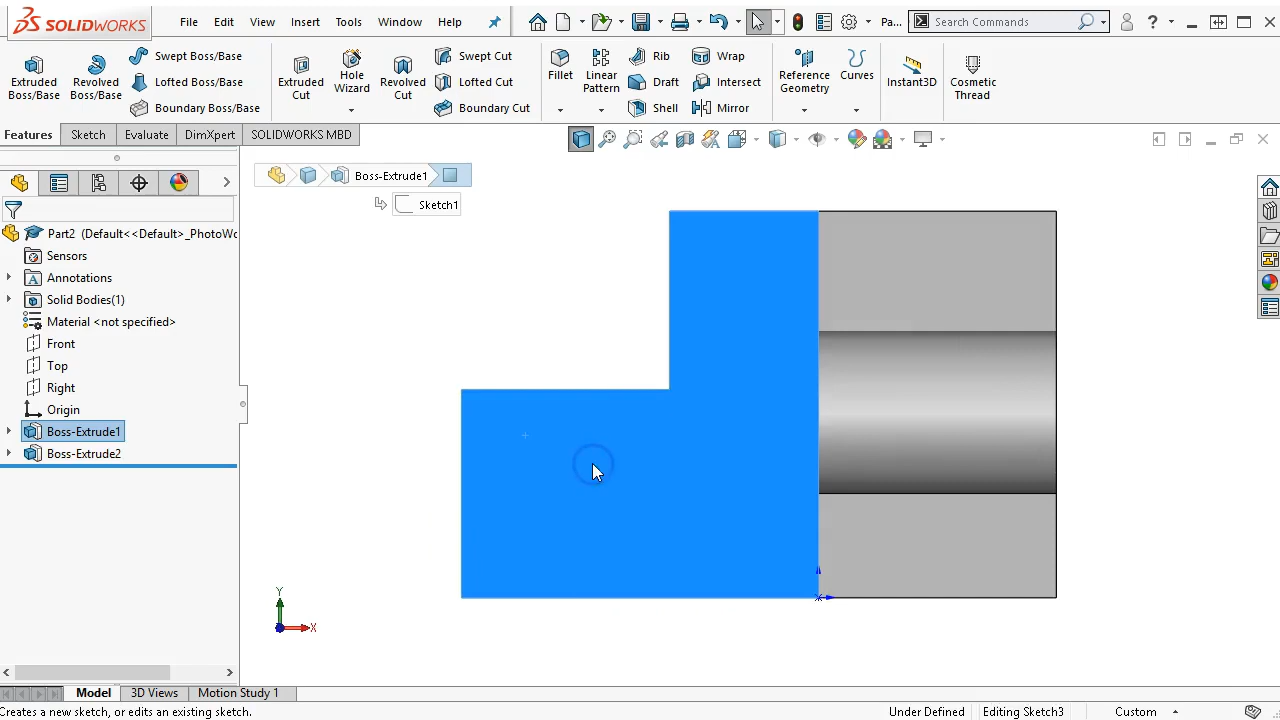 SOLIDWORKS File Edit View Insert Tools Window Help Pa... Search Commands ?
Extruded Boss/Base
Revolved Boss/Base
Swept Boss/Base
Lofted Boss/Base
Boundary Boss/Base
Extruded Cut
Hole Wizard
Revolved Cut
Swept Cut
Lofted Cut
Boundary Cut
Fillet
Linear Pattern
Rib
Draft
Shell
Wrap
Intersect
Mirror
Reference Geometry
Curves
Instant3D
Cosmetic Thread
Features Sketch Evaluate DimXpert SOLIDWORKS MBD
Boss-Extrude1
Sketch1
Part2 (Default<<Default>_PhotoWo
Sensors
Annotations
Solid Bodies(1)
Material <not specified>
Front
Top
Right
Origin
Boss-Extrude1
Boss-Extrude2
Y
X
Model 3D Views Motion Study 1
Creates a new sketch, or edits an existing sketch. Under Defined Editing Sketch3 Custom